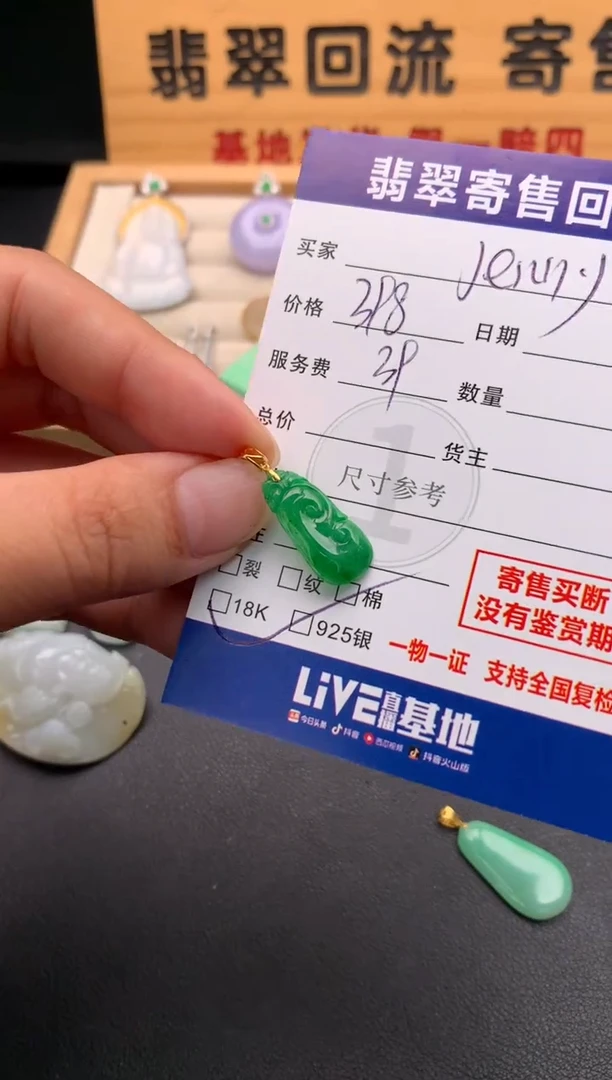 翡翠回流 寄售
基地
翡翠寄售回
买家
价格
日期
服务费
数量
总价
货主
1
尺寸参考
裂
纹
棉
18K
925银
寄售买断
没有鉴赏期
一物一证 支持全国复检
LiVE直播基地
今日头条
抖音
西瓜视频
抖音火山版